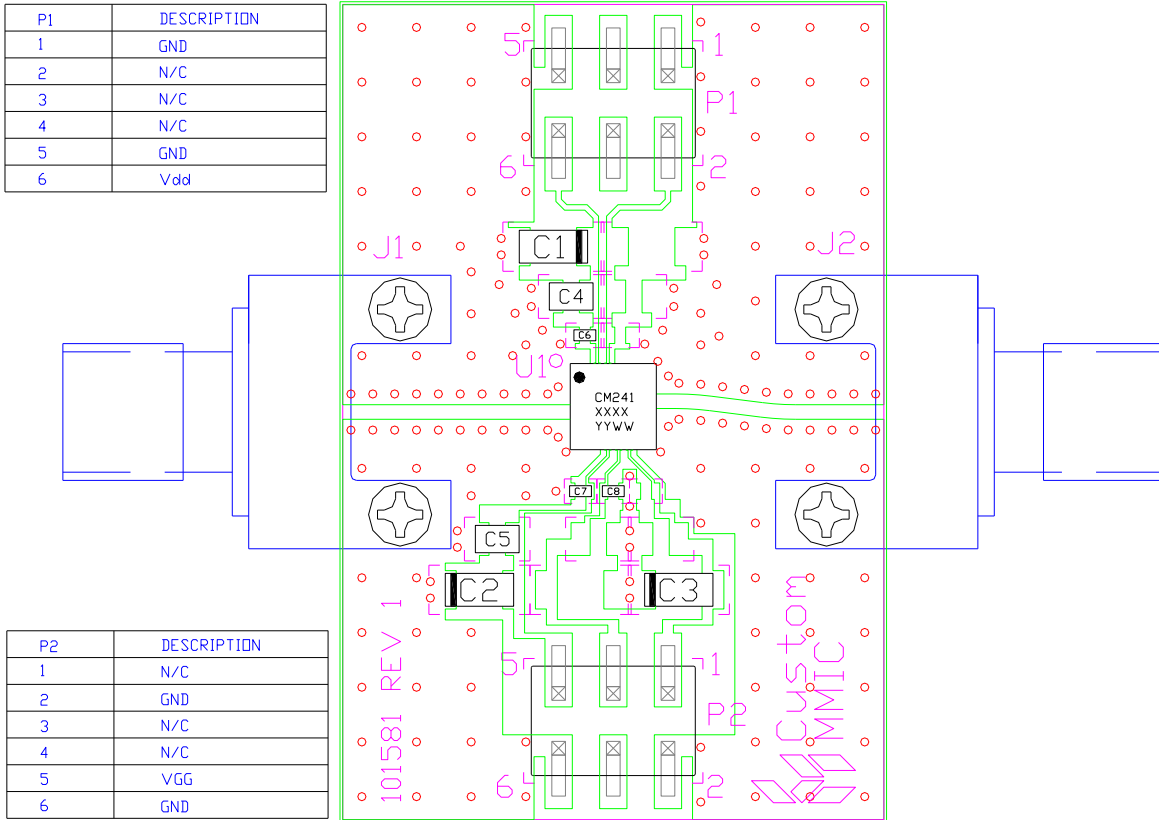 P1 DESCRIPTION
1 GND
2 N/C
3 N/C
4 N/C
5 GND
6 Vdd
5 1
P1
6 2
J1 C1 J2
C4
C6
U1
CM241
XXXX
YYWW
C7 C8
C5
C2 C3
P2 DESCRIPTION
1 N/C
2 GND
3 N/C
4 N/C
5 VGG
6 GND
101581 REV 1
5 1
P2
6 2
Custom
MMIC